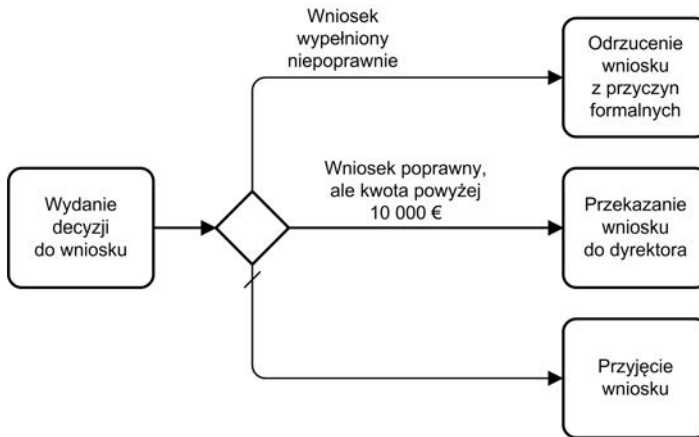 Wniosek
wypełniony
niepoprawnie
Odrzucenie
wniosku
z przyczyn
formalnych
Wydanie
decyzji
do wniosku
Wniosek poprawny,
ale kwota powyżej
10 000 €
Przekazanie
wniosku
do dyrektora
Przyjęcie
wniosku